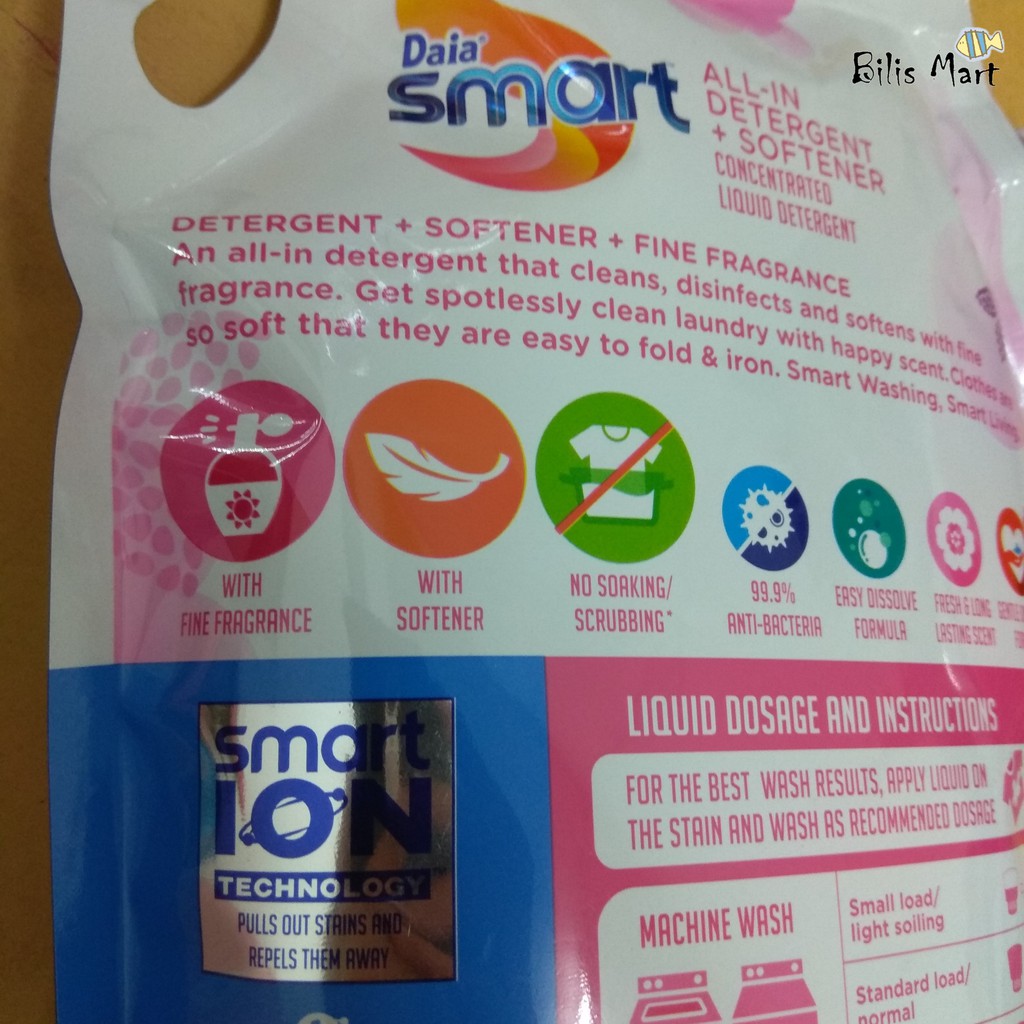 Bilis Mart
Daia
smart
ALL-IN
DETERGENT
+ SOFTENER
CONCENTRATED
LIQUID DETERGENT
DETERGENT + SOFTENER + FINE FRAGRANCE
An all-in detergent that cleans, disinfects and softens with fine
fragrance. Get spotlessly clean laundry with happy scent. Clothes are
so soft that they are easy to fold & iron. Smart Washing, Smart Living
WITH
FINE FRAGRANCE
WITH
SOFTENER
NO SOAKING/
SCRUBBING*
99.9%
ANTI-BACTERIA
EASY DISSOLVE
FORMULA
FRESH & LONG
LASTING SCENT
smart
ION
TECHNOLOGY
PULLS OUT STAINS AND
REPELS THEM AWAY
LIQUID DOSAGE AND INSTRUCTIONS
FOR THE BEST WASH RESULTS, APPLY LIQUID ON
THE STAIN AND WASH AS RECOMMENDED DOSAGE
MACHINE WASH
Small load/
light soiling
Standard load/
normal